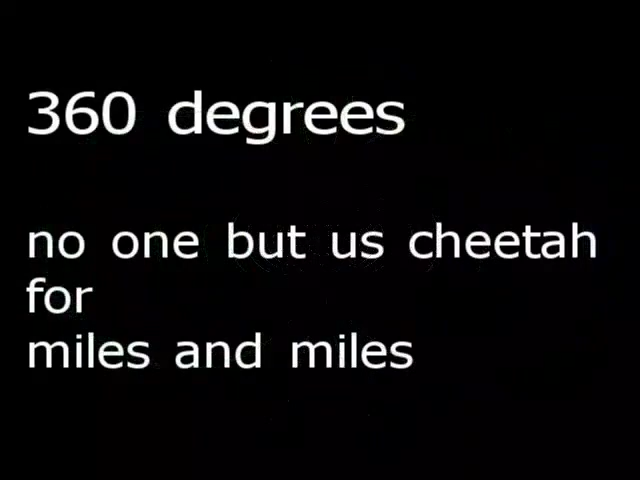 360 degrees
no one but us cheetah
for
miles and miles